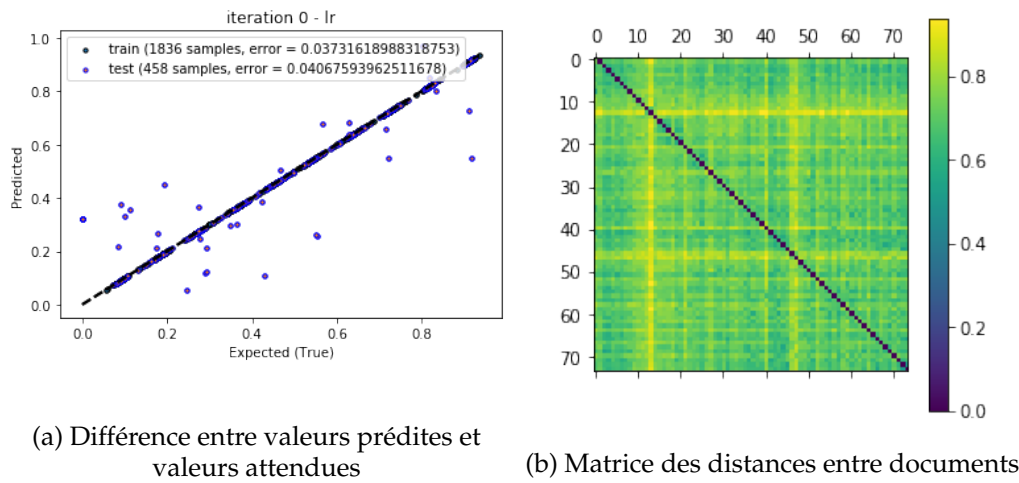 iteration 0 - lr
train (1836 samples, error = 0.03731618988318753)
test (458 samples, error = 0.04067593962511678)
1.0
0.8
0.6
0.4
0.2
0.0
Predicted
0.0 0.2 0.4 0.6 0.8
Expected (True)
(a) Différence entre valeurs prédites et
valeurs attendues
0 10 20 30 40 50 60 70
0
10
20
30
40
50
60
70
0.8
0.6
0.4
0.2
0.0
(b) Matrice des distances entre documents